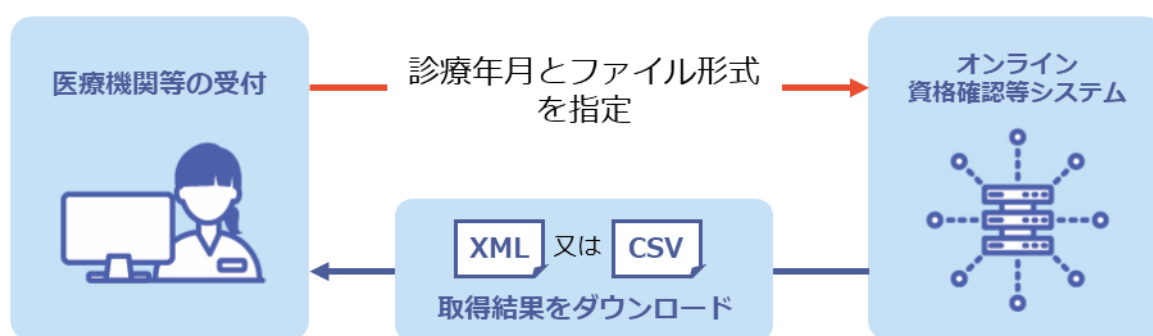 医療機関等の受付
診療年月とファイル形式
を指定
オンライン
資格確認等システム
XML 又は CSV
取得結果をダウンロード